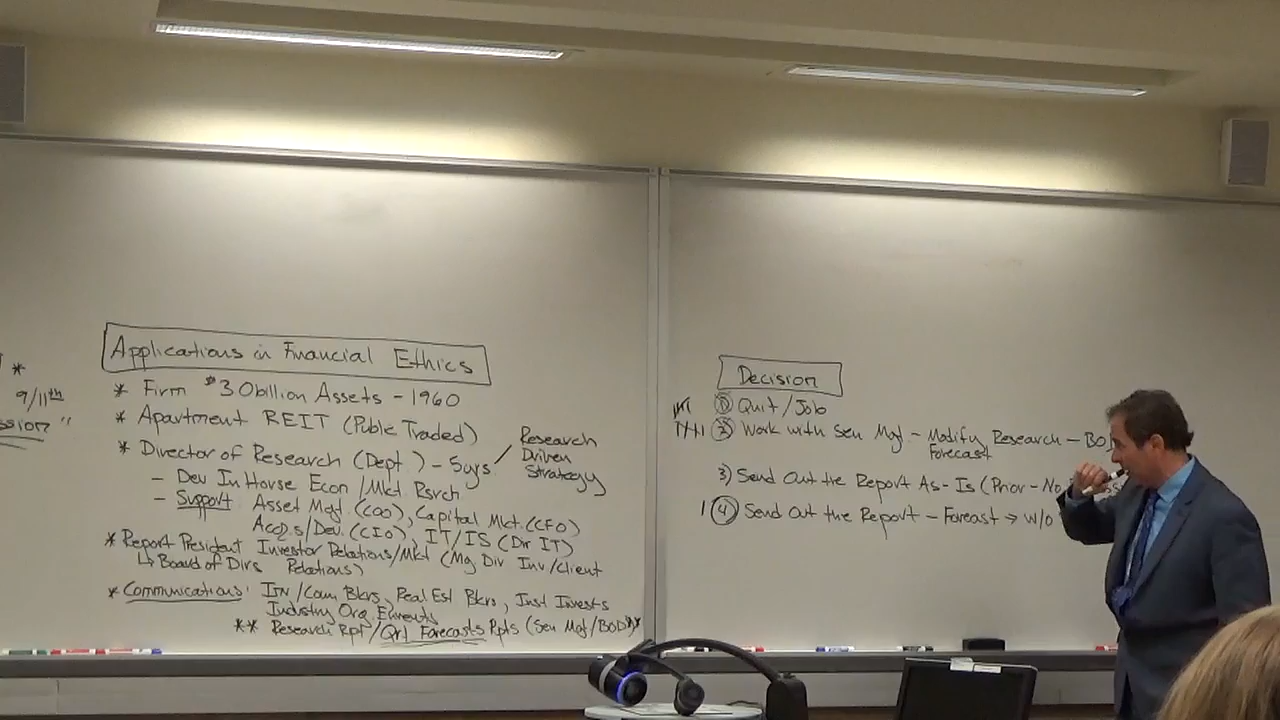 *
9/11th
ssion"
Applications in Financial Ethics
* Firm $30billion Assets - 1960
* Apartment REIT (Public Traded)
* Director of Research (Dept.) - 5yrs
Research
Driven
Strategy
- Dev In House Econ/Mkt Rsrch
- Support Asset Mgt (COO), Capital Mkt. (CFO)
Acq.s/Dev. (CIO), IT/IS (Dir IT)
* Report President Investor Relations/Mkt (Mg Div Inv/Client
↳ Board of Dirs Relations)
* Communications: Inv/Com Bkrs, Real Est Bkrs, Inst Invests
Industry Org
** Research Rpt/Qrt Forecasts Rpts (Sen Mgt/BOD)**
Decision
1) Quit/Job
2) Work with Sen Mgt - Modify Research - BO
Forecast
3) Send Out the Report As-Is (Prior - No
1 4) Send Out the Report - Forecast → w/o